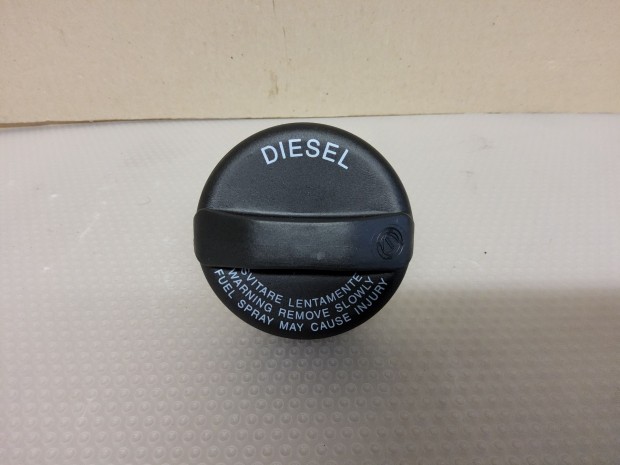 DIESEL
SVITARE LENTAMENTE
WARNING REMOVE SLOWLY
FUEL SPRAY MAY CAUSE INJURY